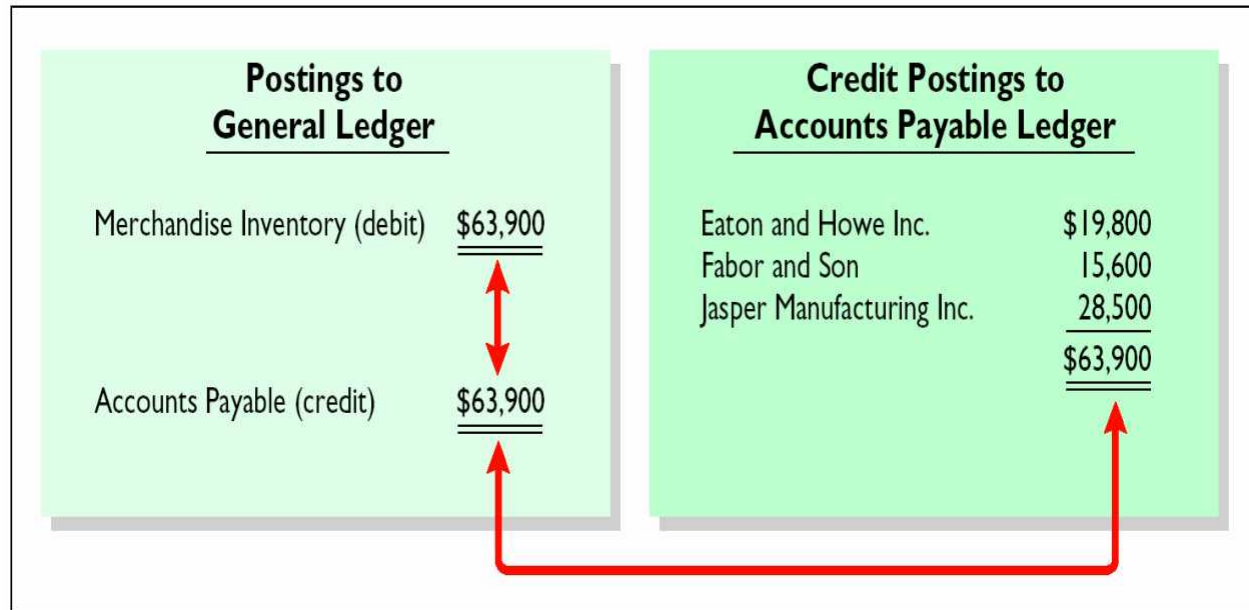 Postings to
General Ledger
Merchandise Inventory (debit) $63,900
Accounts Payable (credit) $63,900
Credit Postings to
Accounts Payable Ledger
Eaton and Howe Inc. $19,800
Fabor and Son 15,600
Jasper Manufacturing Inc. 28,500
$63,900